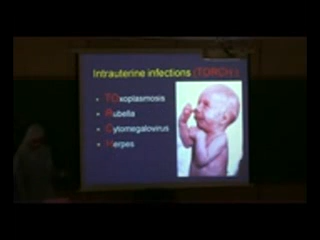 Intrauterine infections (TORCH)
• TOxoplasmosis
• Rubella
• Cytomegalovirus
• Herpes